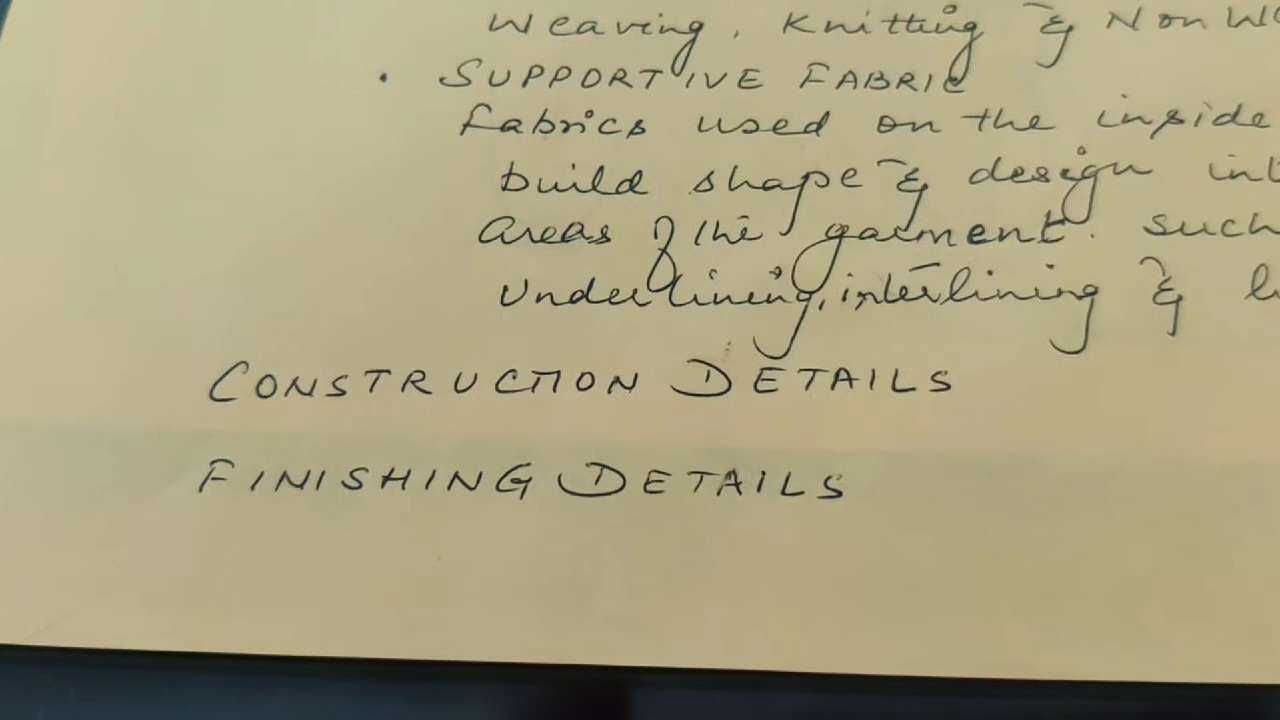 Weaving, Knitting & Non
• SUPPORTIVE FABRIC
fabrics used on the inside
build shape & design
areas of the garment. such
underlining, interlining &
CONSTRUCTION DETAILS
FINISHING DETAILS